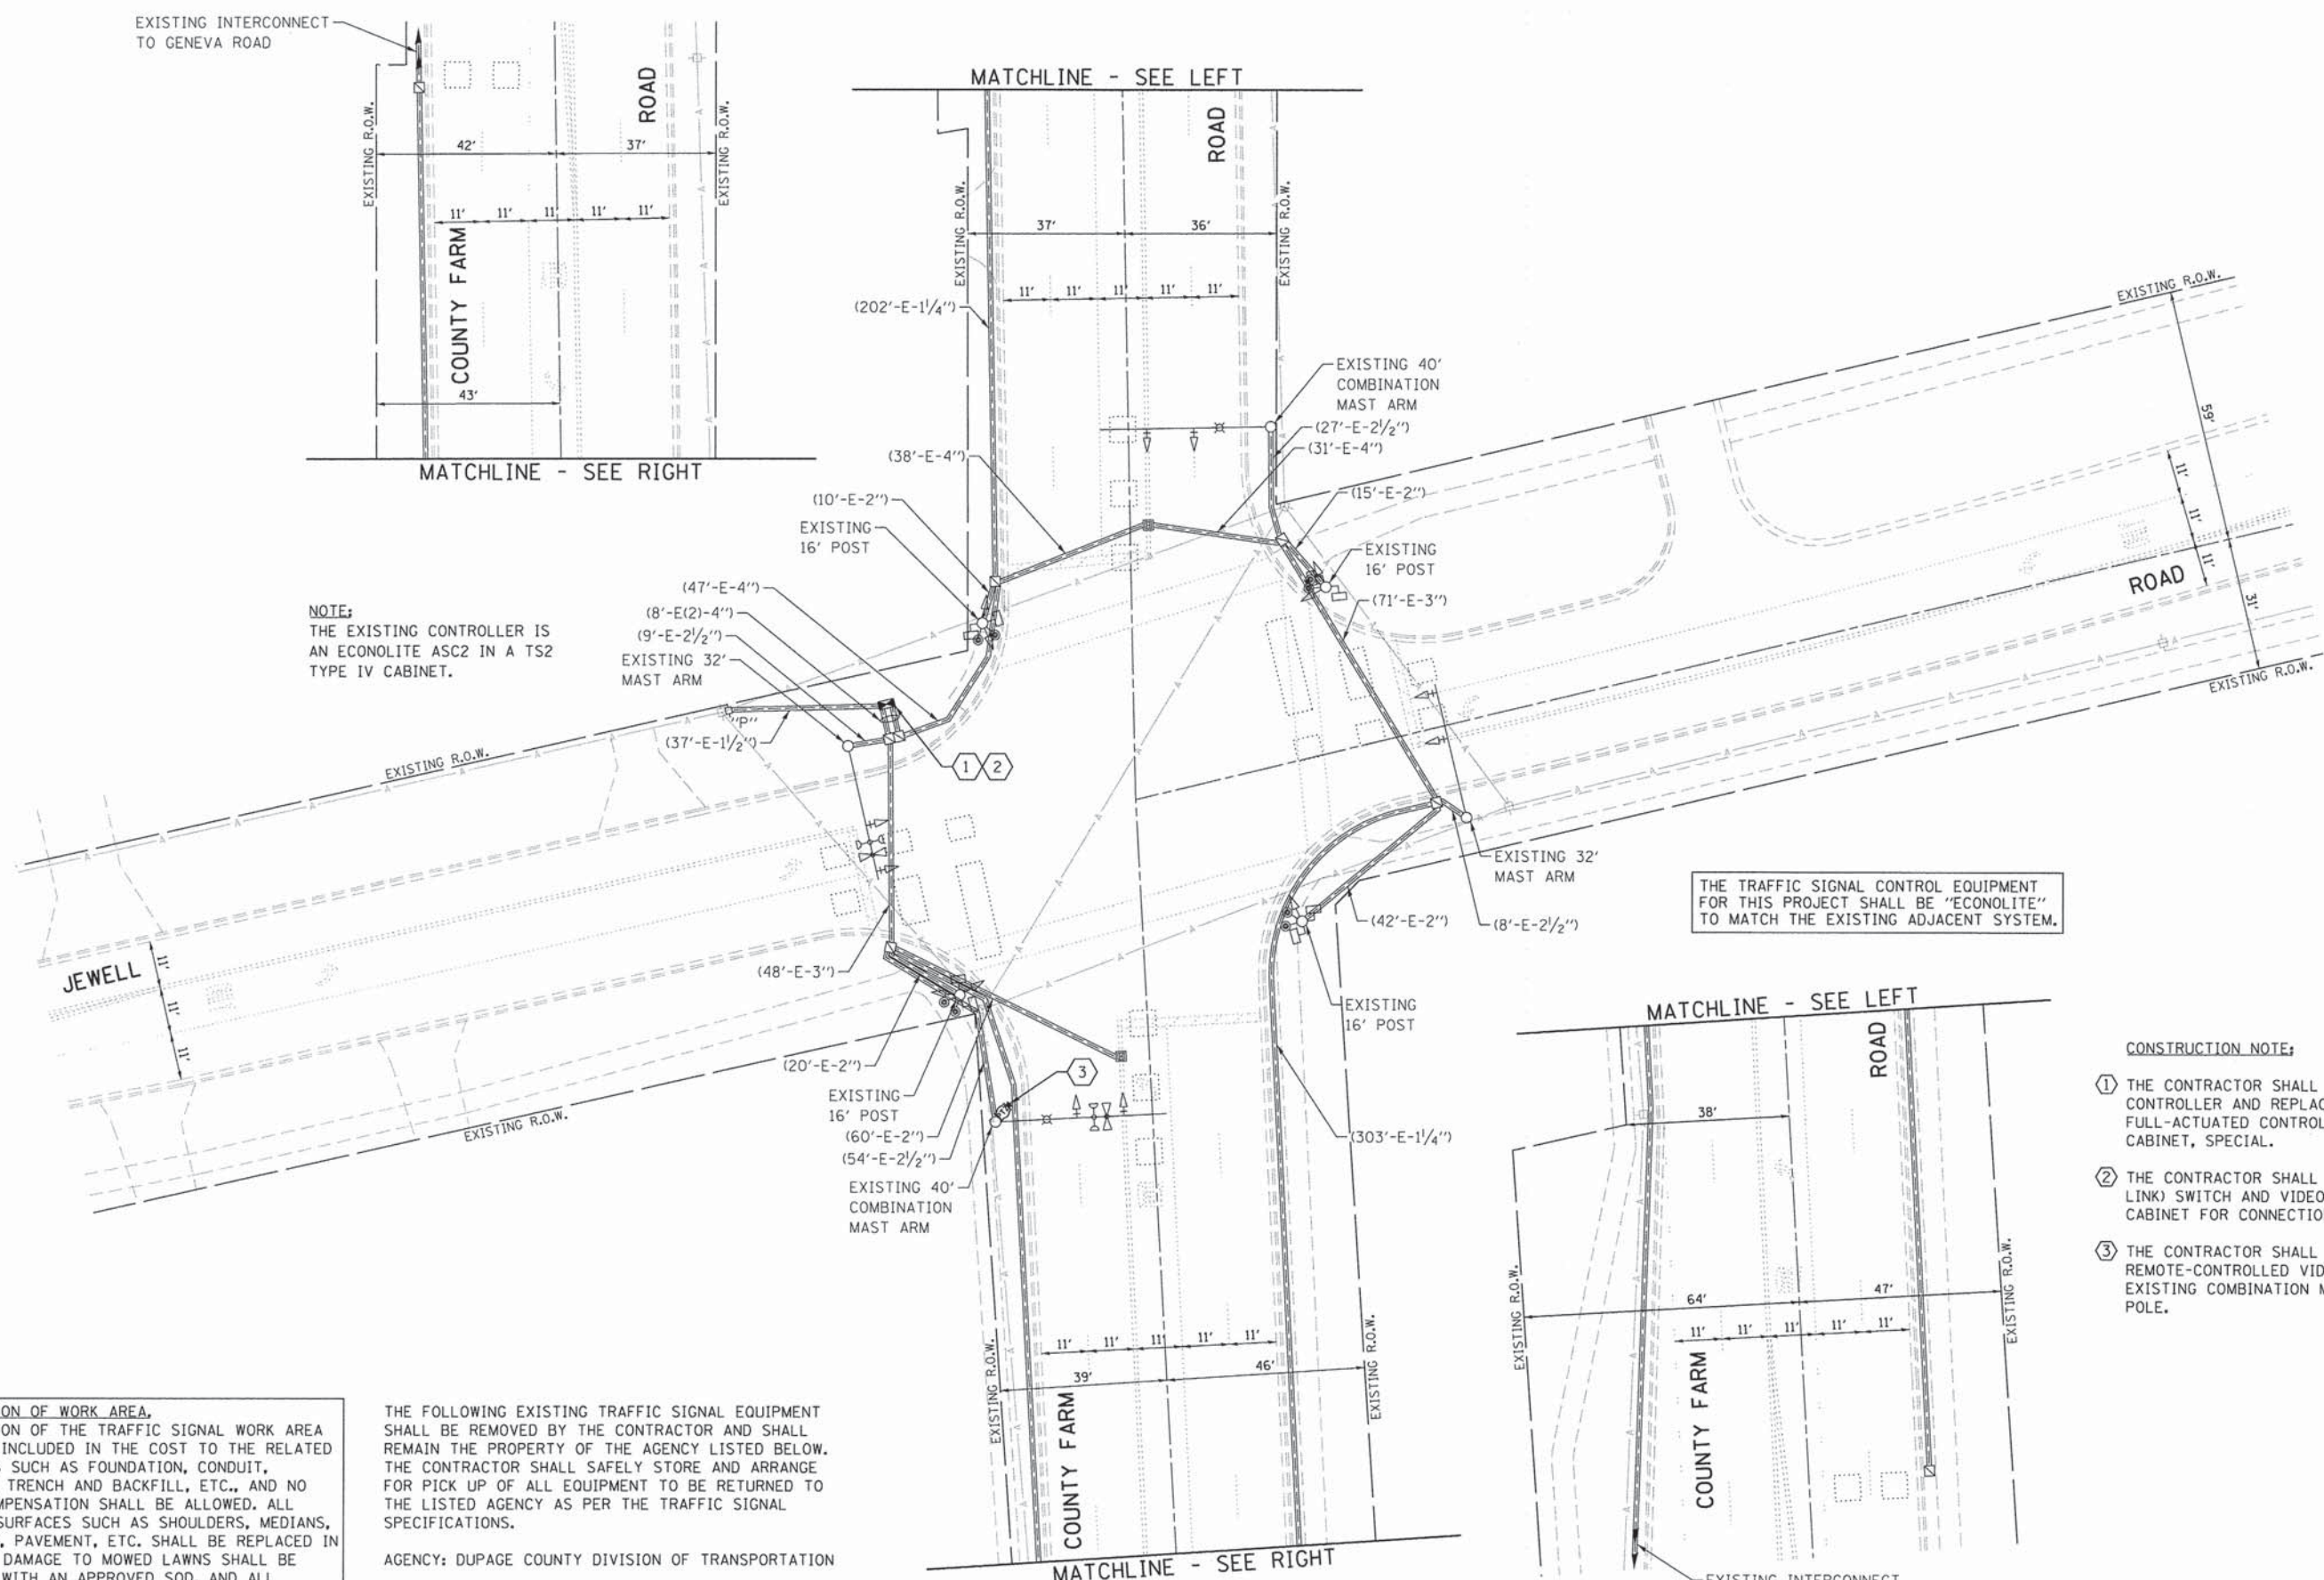 EXISTING INTERCONNECT
TO GENEVA ROAD
EXISTING R.O.W.
ROAD
EXISTING R.O.W.
42'
37'
11'
11'
11'
11'
11'
COUNTY FARM
43'
MATCHLINE - SEE RIGHT
MATCHLINE - SEE LEFT
ROAD
EXISTING R.O.W.
EXISTING R.O.W.
37'
36'
11'
11'
11'
11'
11'
(202'-E-1 1/4")
EXISTING 40'
COMBINATION
MAST ARM
(27'-E-2 1/2")
(31'-E-4")
(38'-E-4")
(15'-E-2")
(10'-E-2")
EXISTING
16' POST
EXISTING
16' POST
(71'-E-3")
(47'-E-4")
(8'-E(2)-4")
(9'-E-2 1/2")
EXISTING 32'
MAST ARM
"P"
(37'-E-1 1/2")
1
2
NOTE:
THE EXISTING CONTROLLER IS
AN ECONOLITE ASC2 IN A TS2
TYPE IV CABINET.
EXISTING R.O.W.
59'
11'
11'
11'
ROAD
31'
EXISTING R.O.W.
EXISTING R.O.W.
JEWELL
11'
11'
11'
EXISTING R.O.W.
(48'-E-3")
(20'-E-2")
EXISTING
16' POST
(60'-E-2")
(54'-E-2 1/2")
EXISTING 40'
COMBINATION
MAST ARM
3
EXISTING 32'
MAST ARM
(42'-E-2")
(8'-E-2 1/2")
EXISTING
16' POST
(303'-E-1 1/4")
THE TRAFFIC SIGNAL CONTROL EQUIPMENT
FOR THIS PROJECT SHALL BE "ECONOLITE"
TO MATCH THE EXISTING ADJACENT SYSTEM.
EXISTING R.O.W.
11'
11'
11'
11'
11'
39'
46'
COUNTY FARM
EXISTING R.O.W.
MATCHLINE - SEE RIGHT
MATCHLINE - SEE LEFT
ROAD
38'
EXISTING R.O.W.
64'
47'
11'
11'
11'
11'
11'
COUNTY FARM
EXISTING R.O.W.
EXISTING INTERCONNECT
CONSTRUCTION NOTE:
1 THE CONTRACTOR SHALL
CONTROLLER AND
FULL-ACTUATED
CABINET, SPECIAL.
2 THE CONTRACTOR SHALL
LINK) SWITCH AND VIDEO
CABINET FOR
3 THE CONTRACTOR SHALL
REMOTE-CONTROLLED
EXISTING COMBINATION
POLE.
ON OF WORK AREA.
ON OF THE TRAFFIC SIGNAL WORK AREA
INCLUDED IN THE COST TO THE RELATED
SUCH AS FOUNDATION, CONDUIT,
TRENCH AND BACKFILL, ETC., AND NO
MPENSATION SHALL BE ALLOWED. ALL
SURFACES SUCH AS SHOULDERS, MEDIANS,
, PAVEMENT, ETC. SHALL BE REPLACED IN
DAMAGE TO MOWED LAWNS SHALL BE
WITH AN APPROVED SOD, AND ALL
THE FOLLOWING EXISTING TRAFFIC SIGNAL EQUIPMENT
SHALL BE REMOVED BY THE CONTRACTOR AND SHALL
REMAIN THE PROPERTY OF THE AGENCY LISTED BELOW.
THE CONTRACTOR SHALL SAFELY STORE AND ARRANGE
FOR PICK UP OF ALL EQUIPMENT TO BE RETURNED TO
THE LISTED AGENCY AS PER THE TRAFFIC SIGNAL
SPECIFICATIONS.
AGENCY: DUPAGE COUNTY DIVISION OF TRANSPORTATION